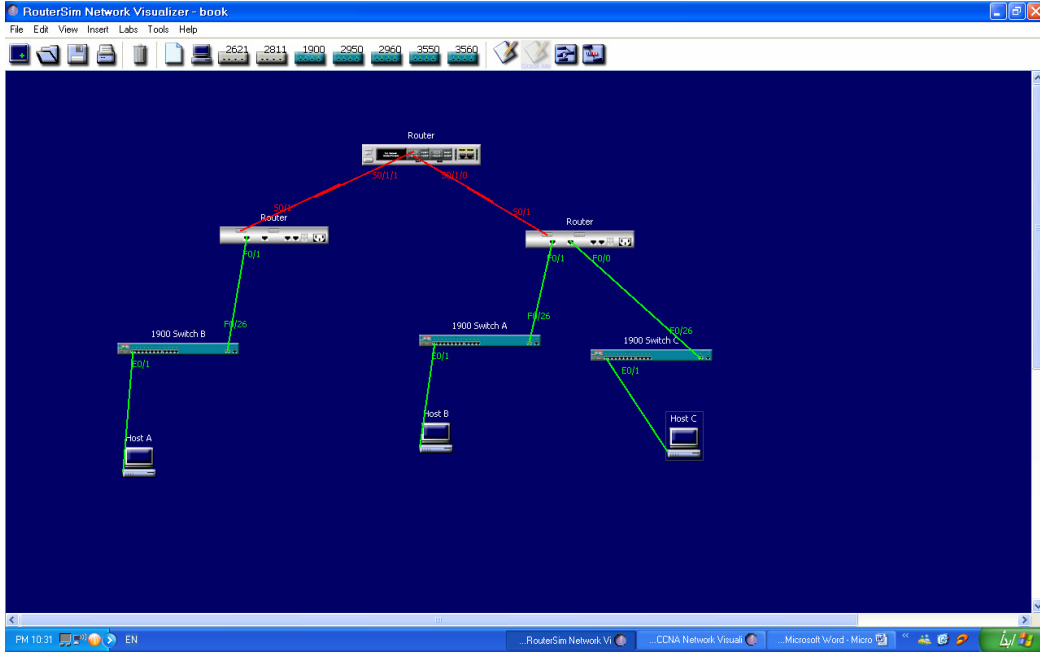 RouterSim Network Visualizer - book
File Edit View Insert Labs Tools Help
2621 2811 1900 2950 2960 3550 3560
Router
S0/1/1 S0/1/0
S0/1
Router
F0/1
S0/1
Router
F0/1 F0/0
F0/26
1900 Switch B
E0/1
Host A
F0/26
1900 Switch A
E0/1
Host B
F0/26
1900 Switch C
E0/1
Host C
PM 10:31 EN ...RouterSim Network Vi ...CCNA Network Visuali ...Microsoft Word - Micro ابدأ